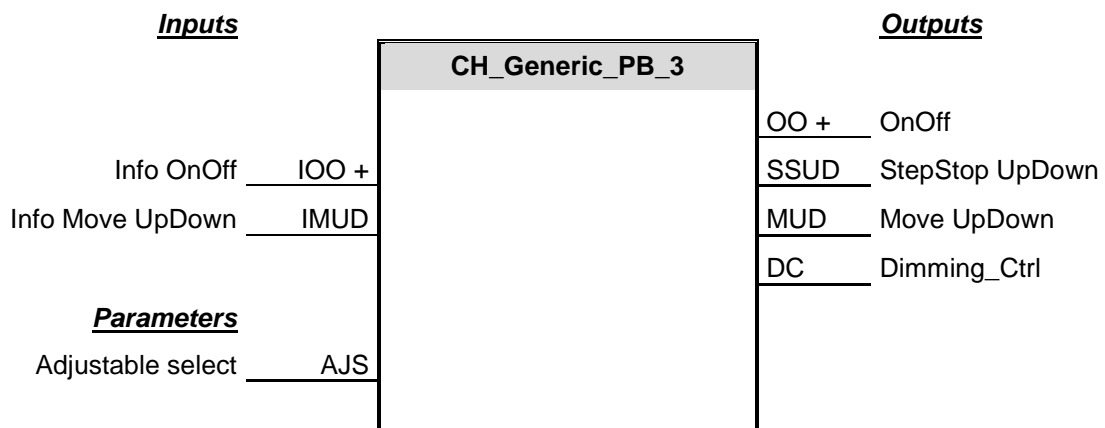 Inputs
Outputs
CH_Generic_PB_3
OO + OnOff
Info OnOff IOO + SSUD StepStop UpDown
Info Move UpDown IMUD MUD Move UpDown
DC Dimming_Ctrl
Parameters
Adjustable select AJS